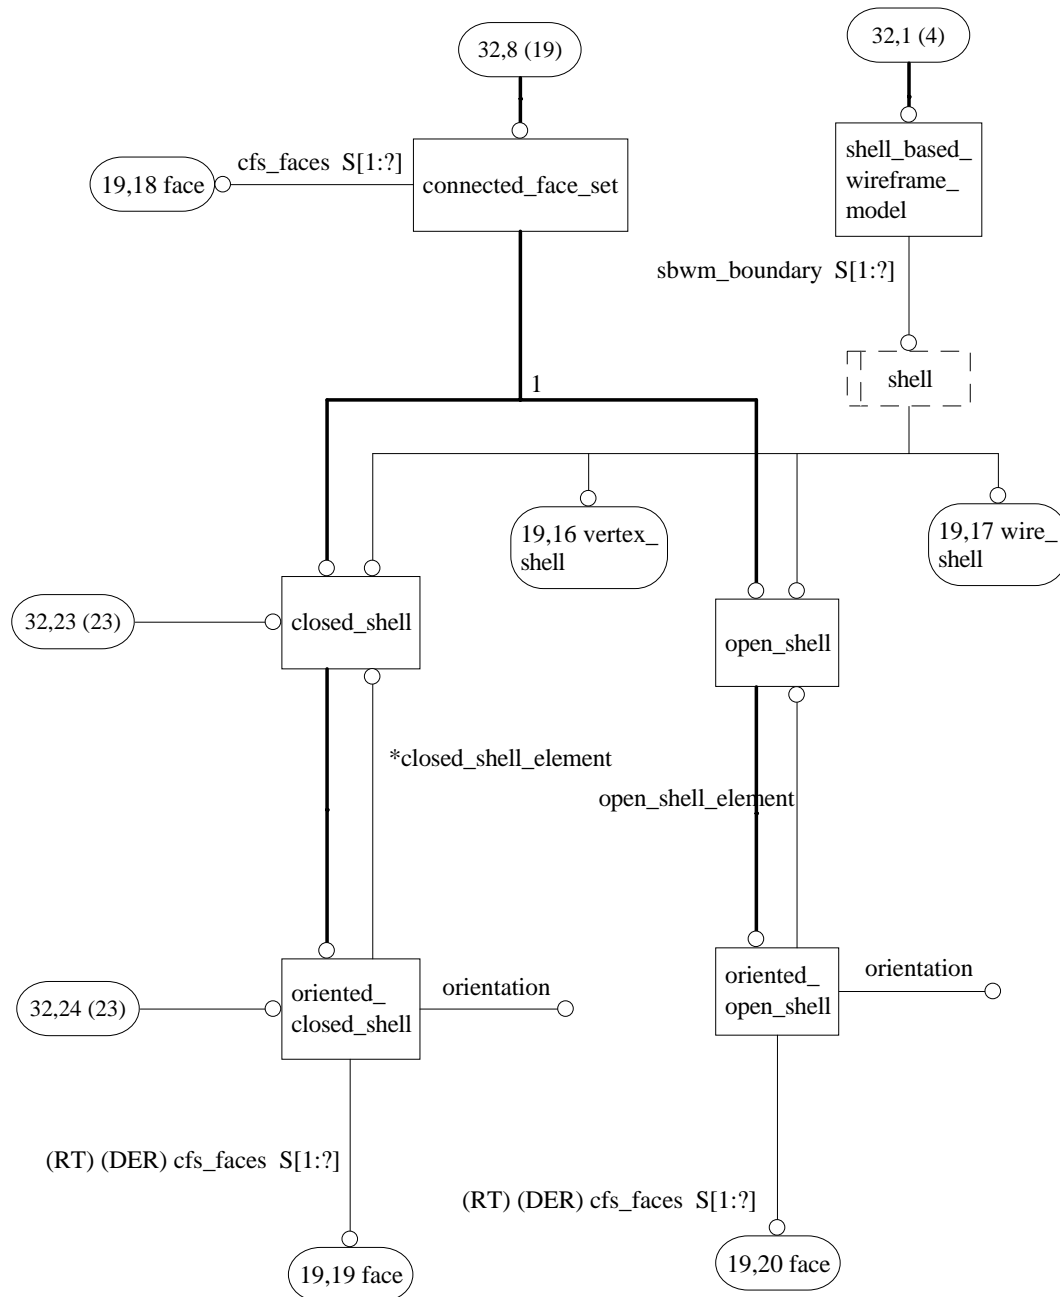 32,8 (19)
32,1 (4)
cfs_faces S[1:?]
19,18 face
connected_face_set
shell_based_
wireframe_
model
sbwm_boundary S[1:?]
shell
1
19,16 vertex_
shell
19,17 wire_
shell
32,23 (23)
closed_shell
open_shell
*closed_shell_element
open_shell_element
32,24 (23)
oriented_
closed_shell
orientation
oriented_
open_shell
orientation
(RT) (DER) cfs_faces S[1:?]
(RT) (DER) cfs_faces S[1:?]
19,19 face
19,20 face